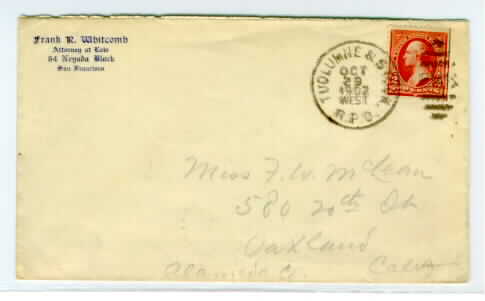 Frank R. Whitcomb
Attorney at Law
54 Nevada Block
San Francisco
TUOLUMNE &
OCT
29
1902
WEST
R.P.O.
Miss F. W. McLean
580 20th St
Oakland
Alameda Co.